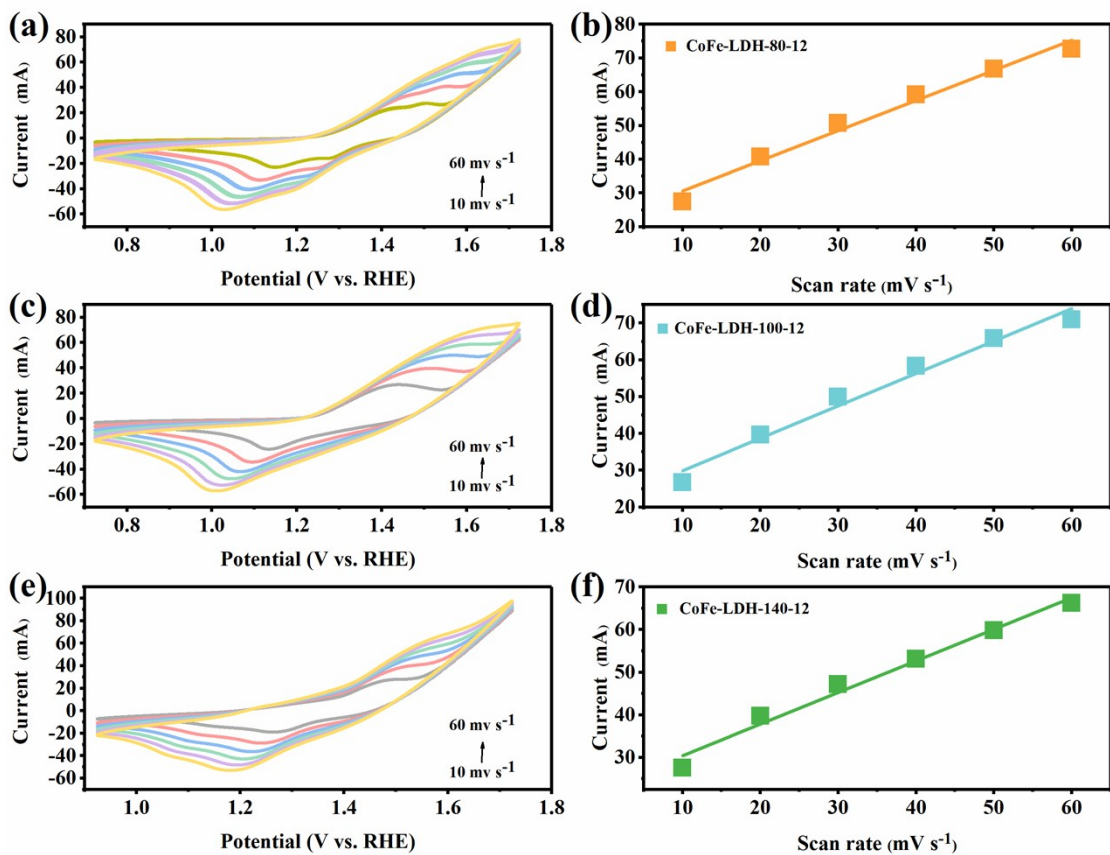 (a)
80
60
40
20
0
-20
-40
-60
Current (mA)
60 mv s⁻¹
10 mv s⁻¹
0.8 1.0 1.2 1.4 1.6 1.8
Potential (V vs. RHE)
(b)
80
70
60
50
40
30
20
Current (mA)
CoFe-LDH-80-12
10 20 30 40 50 60
Scan rate (mV s⁻¹)
(c)
80
60
40
20
0
-20
-40
-60
Current (mA)
60 mv s⁻¹
10 mv s⁻¹
0.8 1.0 1.2 1.4 1.6 1.8
Potential (V vs. RHE)
(d)
70
60
50
40
30
20
Current (mA)
CoFe-LDH-100-12
10 20 30 40 50 60
Scan rate (mV s⁻¹)
(e)
100
80
60
40
20
0
-20
-40
-60
Current (mA)
60 mv s⁻¹
10 mv s⁻¹
1.0 1.2 1.4 1.6 1.8
Potential (V vs. RHE)
(f)
70
60
50
40
30
Current (mA)
CoFe-LDH-140-12
10 20 30 40 50 60
Scan rate (mV s⁻¹)